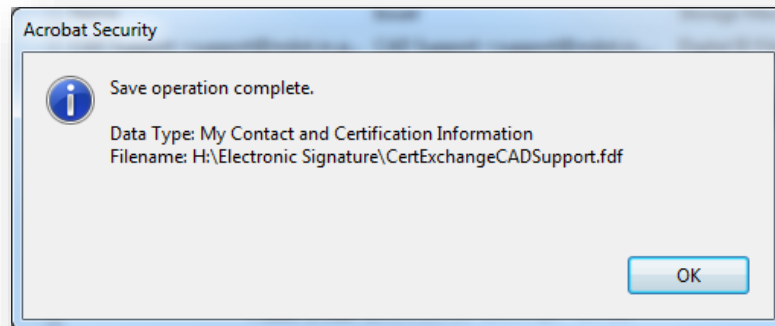 Acrobat Security
Save operation complete.
Data Type: My Contact and Certification Information
Filename: H:\Electronic Signature\CertExchangeCADSupport.fdf
OK